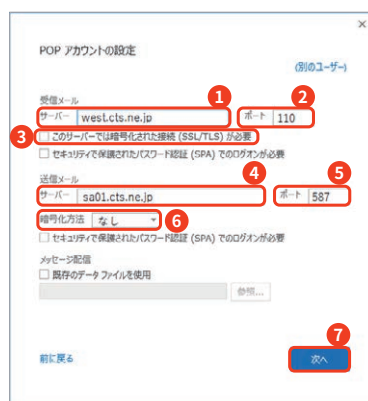 ×
POP アカウントの設定
(別のユーザー)
受信メール
1 2
サーバー west.cts.ne.jp ポート 110
3 このサーバーでは暗号化された接続 (SSL/TLS) が必要
セキュリティで保護されたパスワード認証 (SPA) でのログオンが必要
送信メール
4 5
サーバー sa01.cts.ne.jp ポート 587
暗号化方法 なし 6
セキュリティで保護されたパスワード認証 (SPA) でのログオンが必要
メッセージ配信
既存のデータ ファイルを使用
参照...
7
前に戻る 次へ